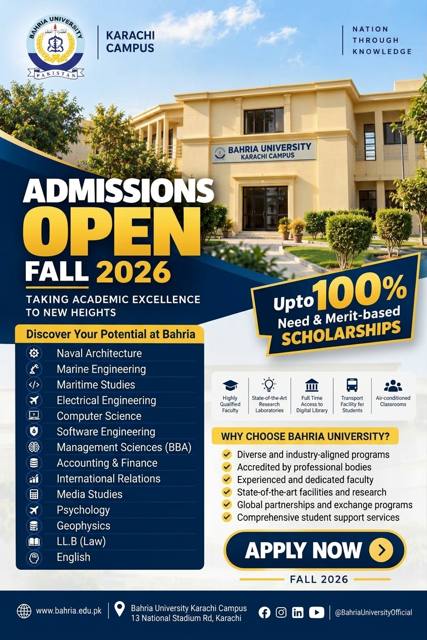 BAHRIA UNIVERSITY
PAKISTAN
KARACHI
CAMPUS
NATION
THROUGH
KNOWLEDGE
BAHRIA UNIVERSITY
KARACHI CAMPUS
ADMISSIONS
OPEN
FALL 2026
TAKING ACADEMIC EXCELLENCE
TO NEW HEIGHTS
Upto 100%
Need & Merit-based
SCHOLARSHIPS
Discover Your Potential at Bahria
Naval Architecture
Marine Engineering
Maritime Studies
Electrical Engineering
Computer Science
Software Engineering
Management Sciences (BBA)
Accounting & Finance
International Relations
Media Studies
Psychology
Geophysics
LL.B (Law)
English
Highly
Qualified
Faculty
State-of-the-Art
Research
Laboratories
Full Time
Access to
Digital Library
Transport
Facility for
Students
Air-conditioned
Classrooms
WHY CHOOSE BAHRIA UNIVERSITY?
Diverse and industry-aligned programs
Accredited by professional bodies
Experienced and dedicated faculty
State-of-the-art facilities and research
Global partnerships and exchange programs
Comprehensive student support services
APPLY NOW
FALL 2026
www.bahria.edu.pk
Bahria University Karachi Campus
13 National Stadium Rd, Karachi
@BahriaUniversityOfficial